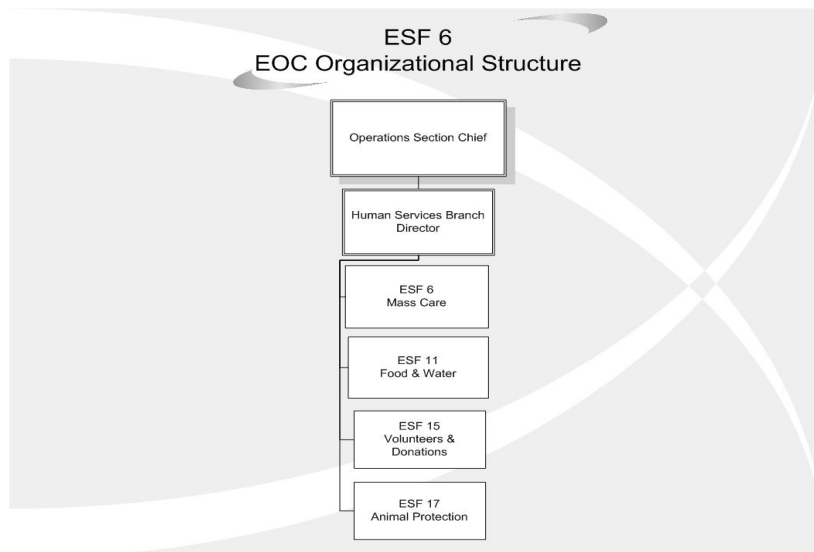 ESF 6
EOC Organizational Structure
Operations Section Chief
Human Services Branch
Director
ESF 6
Mass Care
ESF 11
Food & Water
ESF 15
Volunteers &
Donations
ESF 17
Animal Protection